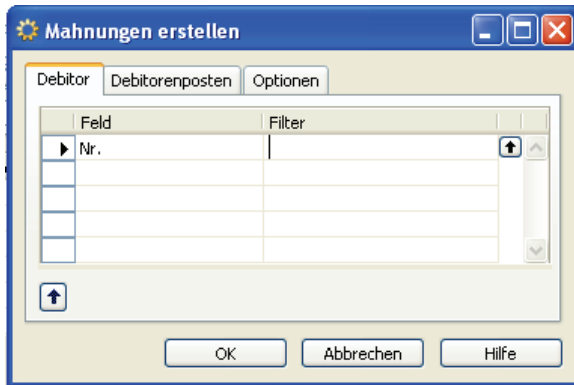 Mahnungen erstellen
Debitor Debitorenposten Optionen
Feld Filter
Nr.
OK Abbrechen Hilfe